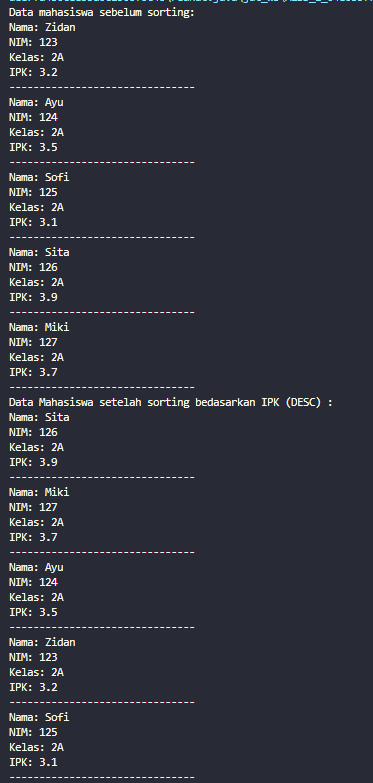 Data mahasiswa sebelum sorting:
Nama: Zidan
NIM: 123
Kelas: 2A
IPK: 3.2
-------------------------------
Nama: Ayu
NIM: 124
Kelas: 2A
IPK: 3.5
-------------------------------
Nama: Sofi
NIM: 125
Kelas: 2A
IPK: 3.1
-------------------------------
Nama: Sita
NIM: 126
Kelas: 2A
IPK: 3.9
-------------------------------
Nama: Miki
NIM: 127
Kelas: 2A
IPK: 3.7
-------------------------------
Data Mahasiswa setelah sorting bedasarkan IPK (DESC) :
Nama: Sita
NIM: 126
Kelas: 2A
IPK: 3.9
-------------------------------
Nama: Miki
NIM: 127
Kelas: 2A
IPK: 3.7
-------------------------------
Nama: Ayu
NIM: 124
Kelas: 2A
IPK: 3.5
-------------------------------
Nama: Zidan
NIM: 123
Kelas: 2A
IPK: 3.2
-------------------------------
Nama: Sofi
NIM: 125
Kelas: 2A
IPK: 3.1
-------------------------------